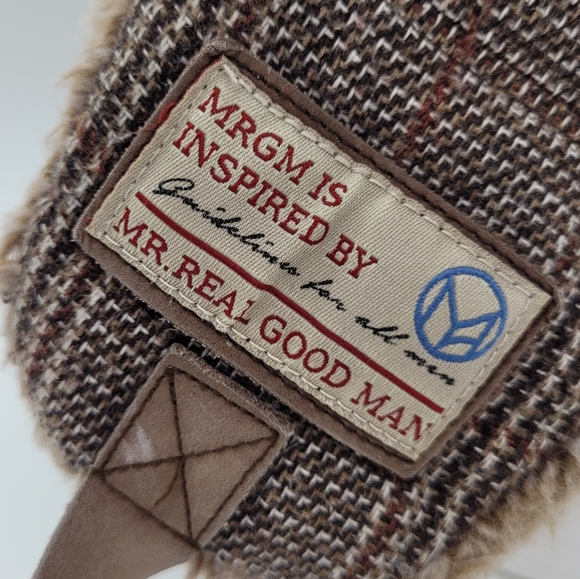 MRGM IS
INSPIRED BY
Guidelines for all men
MR.REAL GOOD MAN